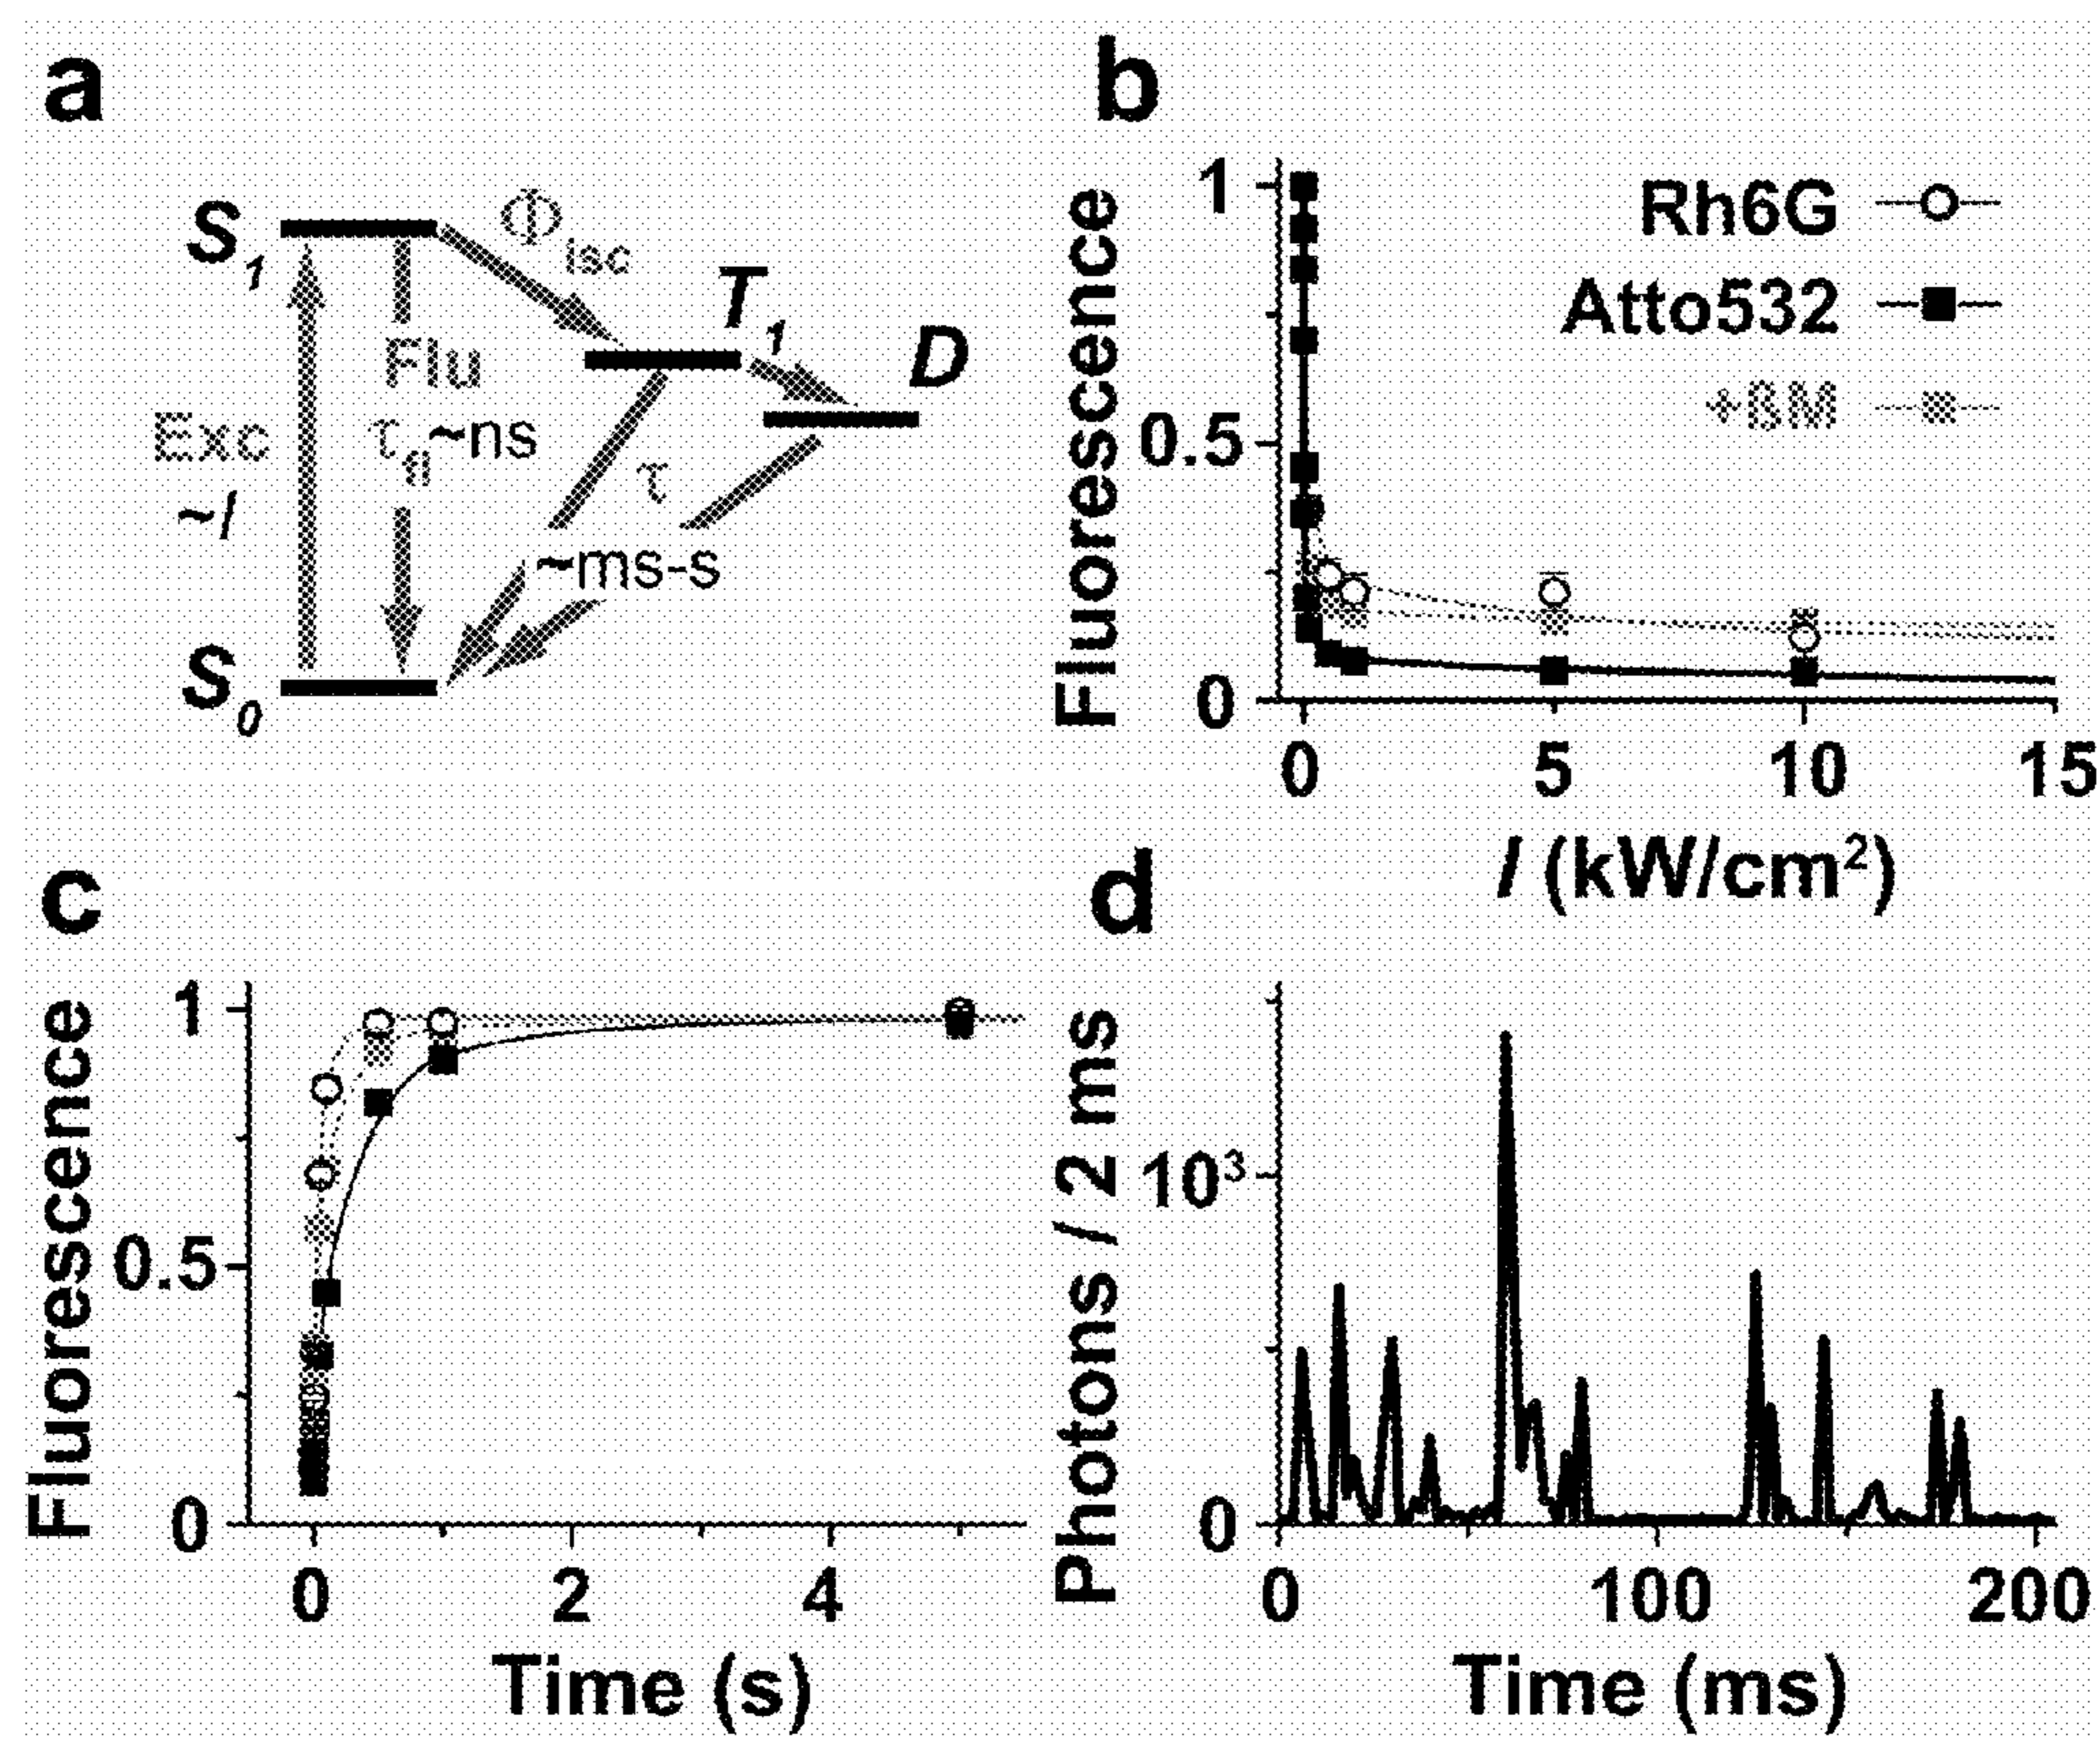 a
S1
Φisc
T1
D
Flu
Exc
τfl~ns
τ
~I
~ms-s
S0
b
Fluorescence
1
0.5
0
Rh6G
Atto532
+ßM
0 5 10 15
I (kW/cm²)
c
Fluorescence
1
0.5
0
0 2 4
Time (s)
d
Photons / 2 ms
10³
0
0 100 200
Time (ms)